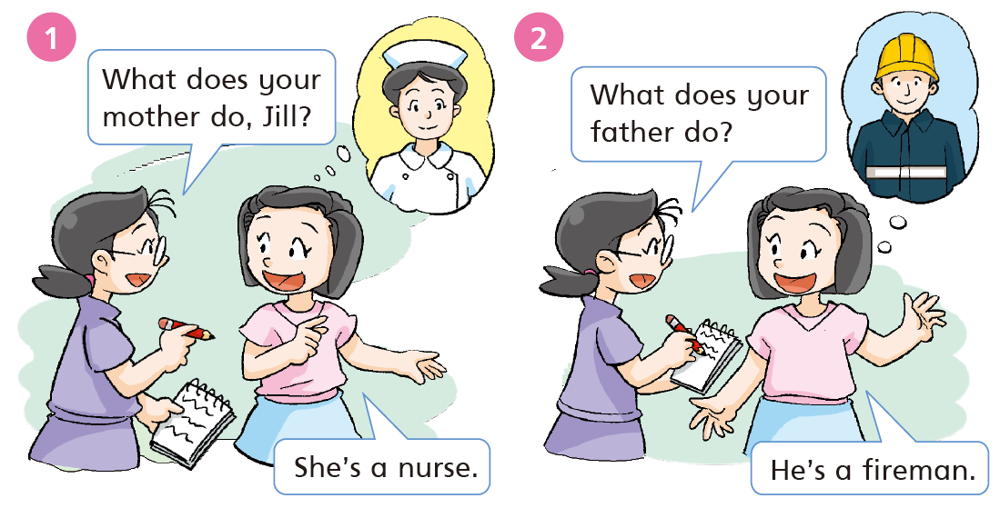 1
What does your
mother do, Jill?
She's a nurse.
2
What does your
father do?
He's a fireman.